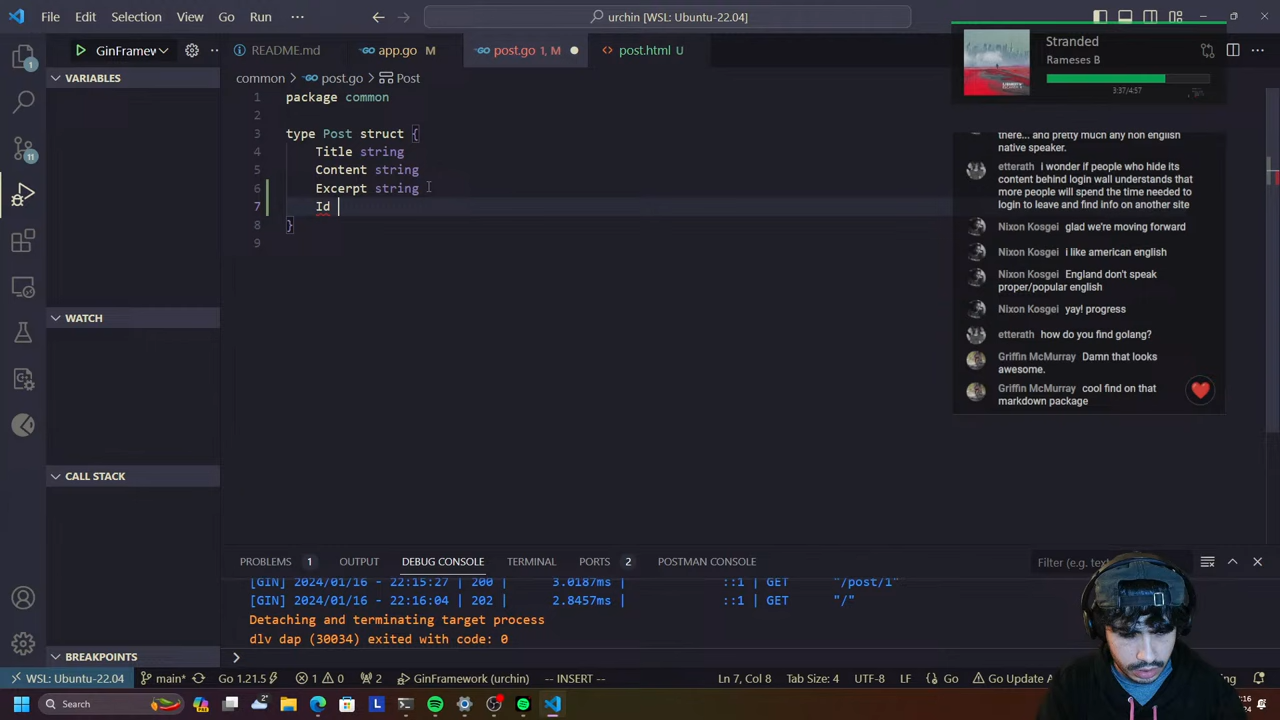 File Edit Selection View Go Run ···
urchin [WSL: Ubuntu-22.04]
GinFramev
README.md
app.go M
post.go 1, M
post.html U
Stranded
Rameses B
3:37/4:57
VARIABLES
common > post.go > Post
1 package common
2
3 type Post struct {
4 Title string
5 Content string
6 Excerpt string
7 Id
8 }
9
there... and pretty much any non english
native speaker.
etterath i wonder if people who hide its
content behind login wall understands that
more people will spend the time needed to
login to leave and find info on another site
Nixon Kosgei glad we're moving forward
Nixon Kosgei i like american english
Nixon Kosgei England don't speak
proper/popular english
Nixon Kosgei yay! progress
etterath how do you find golang?
Griffin McMurray Damn that looks
awesome.
Griffin McMurray cool find on that
markdown package
1
11
WATCH
CALL STACK
BREAKPOINTS
PROBLEMS 1 OUTPUT DEBUG CONSOLE TERMINAL PORTS 2 POSTMAN CONSOLE
Filter (e.g. text
[GIN] 2024/01/16 - 22:15:27 | 200 | 3.0187ms | ::1 | GET "/post/1"
[GIN] 2024/01/16 - 22:16:04 | 202 | 2.8457ms | ::1 | GET "/"
Detaching and terminating target process
dlv dap (30034) exited with code: 0
WSL: Ubuntu-22.04 main* Go 1.21.5 1 0 GinFramework (urchin) -- INSERT -- Ln 7, Col 8 Tab Size: 4 UTF-8 LF Go Go Update
Search